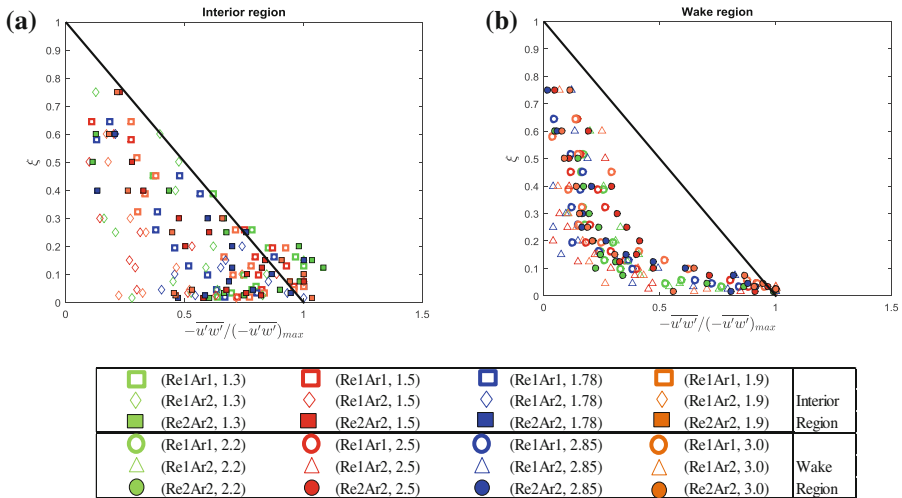 (a)
Interior region
1
0.9
0.8
0.7
0.6
0.5
0.4
0.3
0.2
0.1
0
ξ
0 0.5 1 1.5
-u'w'/(-u'w')max
(b)
Wake region
1
0.9
0.8
0.7
0.6
0.5
0.4
0.3
0.2
0.1
0
ξ
0 0.5 1 1.5
-u'w'/(-u'w')max
(Re1Ar1, 1.3) (Re1Ar1, 1.5) (Re1Ar1, 1.78) (Re1Ar1, 1.9)
(Re1Ar2, 1.3) (Re1Ar2, 1.5) (Re1Ar2, 1.78) (Re1Ar2, 1.9) Interior
(Re2Ar2, 1.3) (Re2Ar2, 1.5) (Re2Ar2, 1.78) (Re2Ar2, 1.9) Region
(Re1Ar1, 2.2) (Re1Ar1, 2.5) (Re1Ar1, 2.85) (Re1Ar1, 3.0)
(Re1Ar2, 2.2) (Re1Ar2, 2.5) (Re1Ar2, 2.85) (Re1Ar2, 3.0) Wake
(Re2Ar2, 2.2) (Re2Ar2, 2.5) (Re2Ar2, 2.85) (Re2Ar2, 3.0) Region